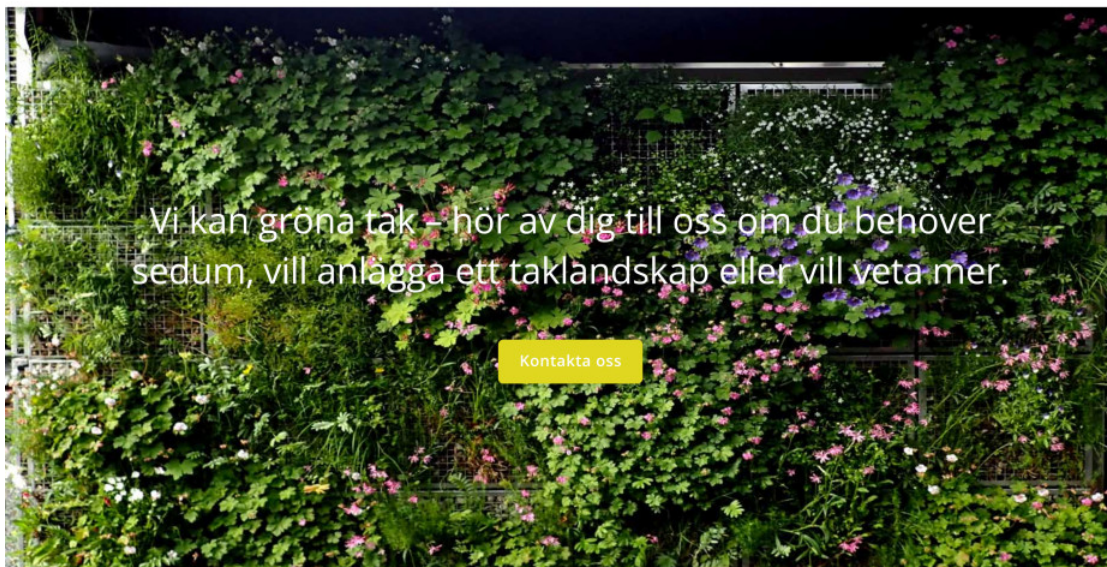 Vi kan gröna tak – hör av dig till oss om du behöver
sedum, vill anlägga ett taklandskap eller vill veta mer.
Kontakta oss